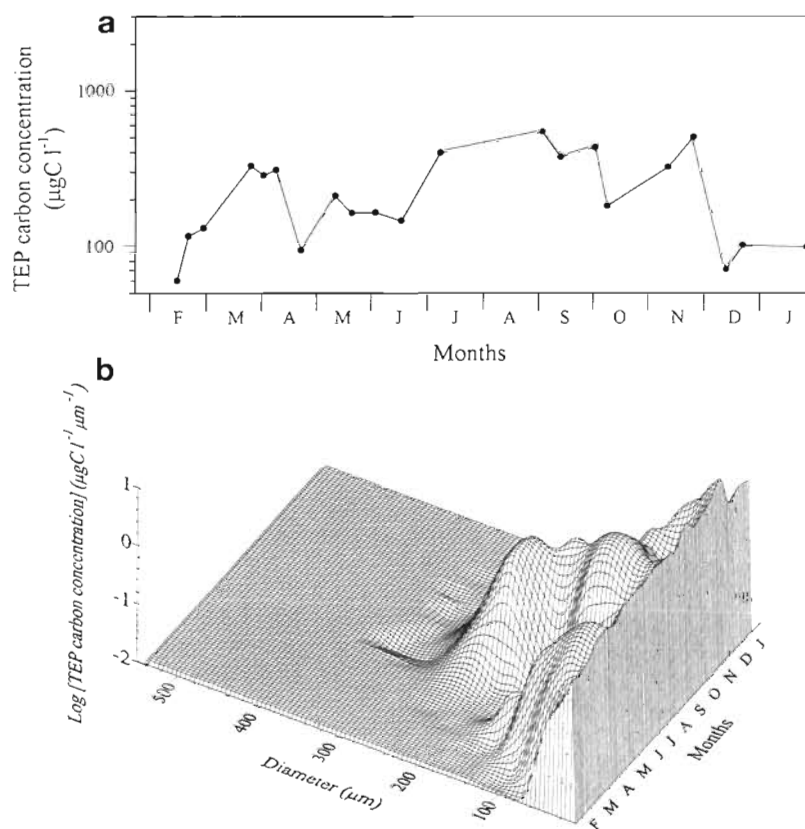 a
TEP carbon concentration
(µgC l⁻¹)
1000
100
F M A M J J A S O N D J
Months
b
Log [TEP carbon concentration] (µgC l⁻¹ µm⁻¹)
1
0
-1
-2
500
400
300
200
100
Diameter (µm)
F M A M J J A S O N D J
Months